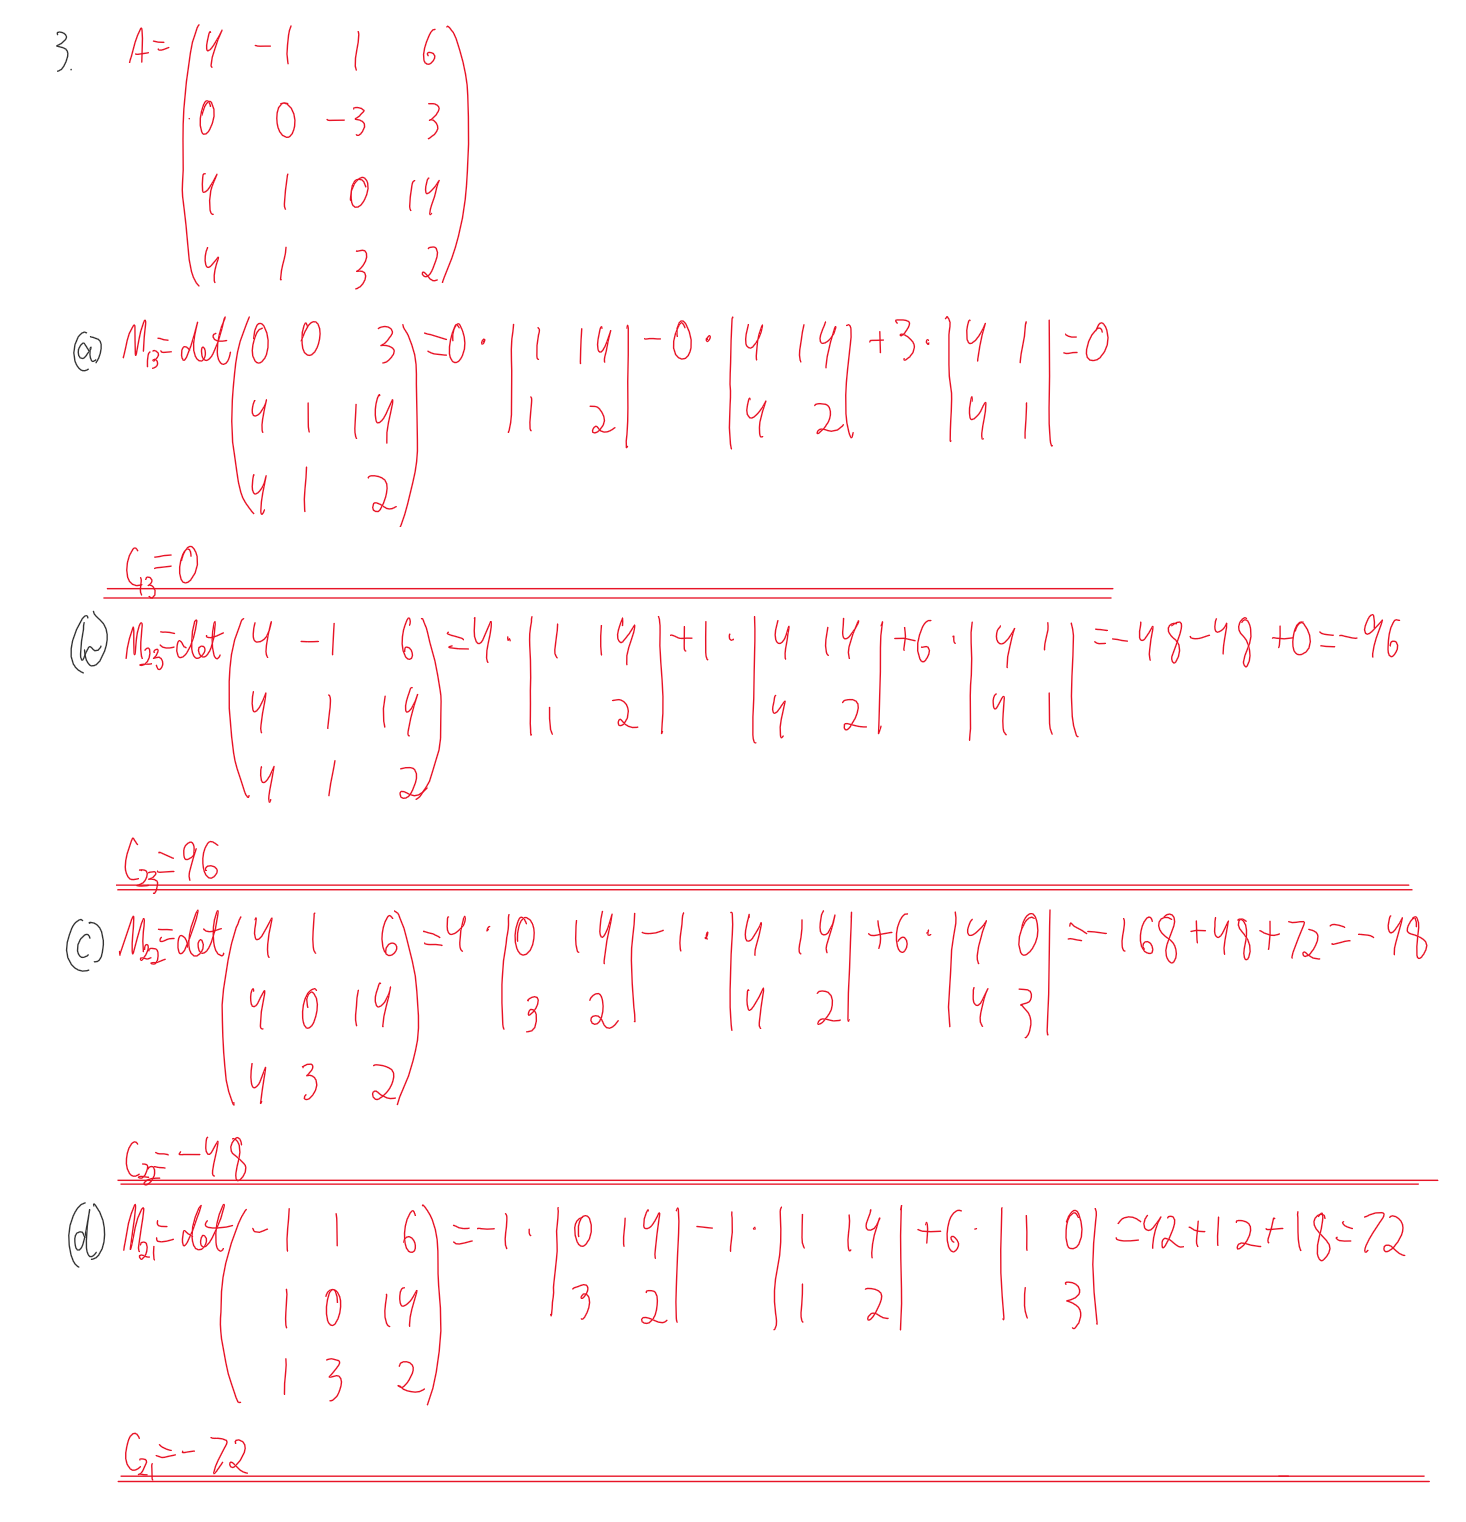 3. A= (4 -1 1 6
0 0 -3 3
4 1 0 14
4 1 3 2)
(a) M₁₃=det(0 0 3 =0·|1 14| -0·|4 14| +3·|4 1| =0
4 1 14 |1 2| |4 2| |4 1|
4 1 2)
C₁₃=0
(b) M₂₃=det(4 -1 6) =4·|1 14| +1·|4 14| +6·|4 1| =-48-48+0=-96
4 1 14 |1 2| |4 2| |4 1|
4 1 2)
C₂₃=96
(c) M₂₂=det(4 1 6) =4·|0 14| -1·|4 14| +6·|4 0| =-168+48+72=-48
4 0 14 |3 2| |4 2| |4 3|
4 3 2)
C₂₂=-48
(d) M₂₁=det(-1 1 6) =-1·|0 14| -1·|1 14| +6·|1 0| =42+12+18=72
1 0 14 |3 2| |1 2| |1 3|
1 3 2)
C₂₁=-72